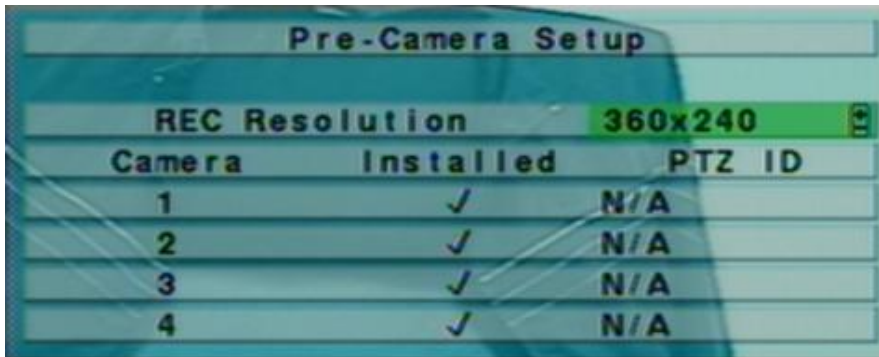 Pre-Camera Setup
REC Resolution 360x240
Camera Installed PTZ ID
1 ✓ N/A
2 ✓ N/A
3 ✓ N/A
4 ✓ N/A